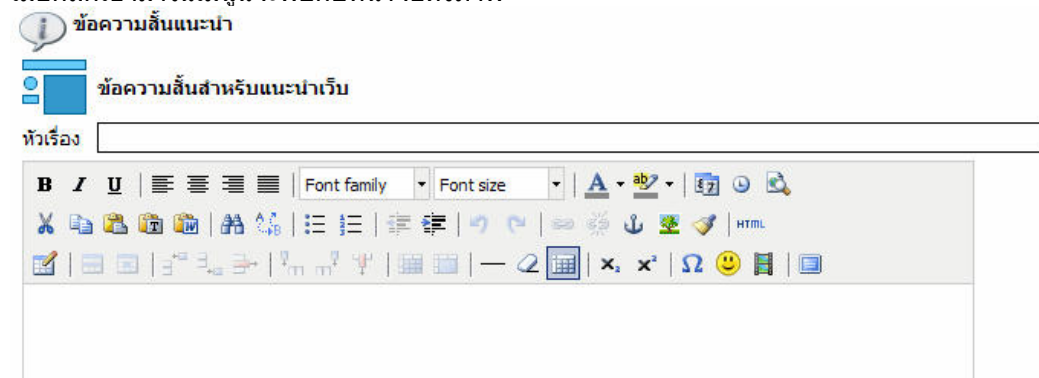 ข้อความสั้นแนะนำ
ข้อความสั้นสำหรับแนะนำเว็บ
หัวเรื่อง
B I U Font family Font size A ab
HTML